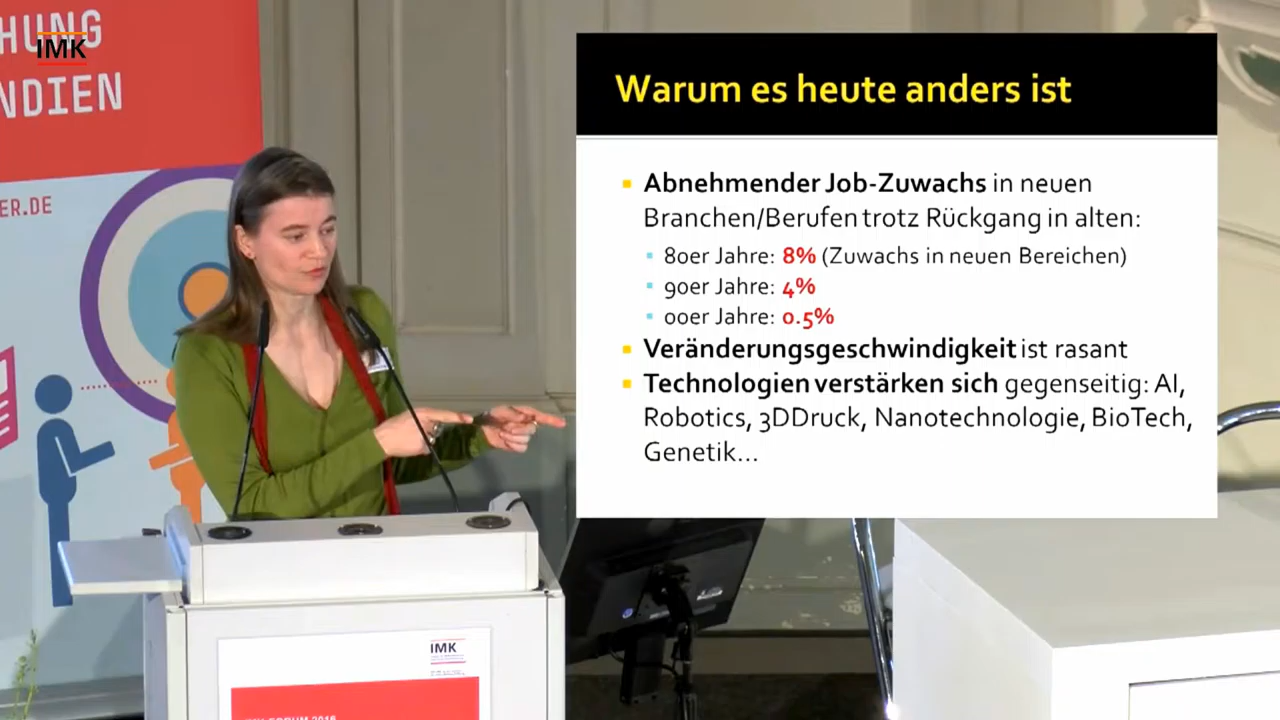 HUNG
IMK
NDIEN
ER.DE
Warum es heute anders ist
Abnehmender Job-Zuwachs in neuen
Branchen/Berufen trotz Rückgang in alten:
80er Jahre: 8% (Zuwachs in neuen Bereichen)
90er Jahre: 4%
00er Jahre: 0.5%
Veränderungsgeschwindigkeit ist rasant
Technologien verstärken sich gegenseitig: AI,
Robotics, 3DDruck, Nanotechnologie, BioTech,
Genetik...
IMK
FORUM 2016